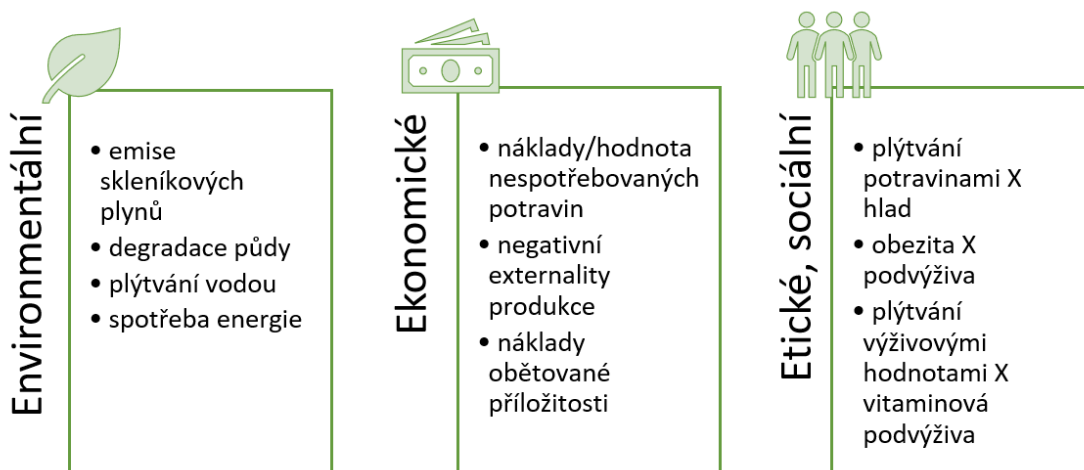 Environmentální
• emise
skleníkových
plynů
• degradace půdy
• plýtvání vodou
• spotřeba energie
Ekonomické
• náklady/hodnota
nespotřebovaných
potravin
• negativní
externality
produkce
• náklady
obětované
příložitosti
Etické, sociální
• plýtvání
potravinami X
hlad
• obezita X
podvýživa
• plýtvání
výživovými
hodnotami X
vitaminová
podvýživa